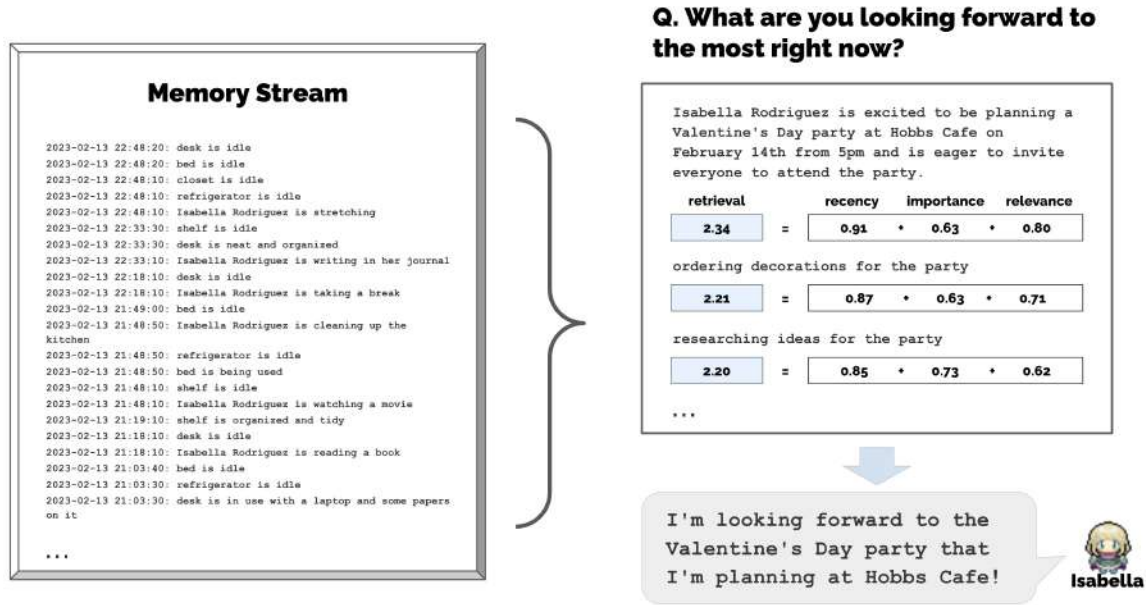 Memory Stream
2023-02-13 22:48:20: desk is idle
2023-02-13 22:48:20: bed is idle
2023-02-13 22:48:10: closet is idle
2023-02-13 22:48:10: refrigerator is idle
2023-02-13 22:48:10: Isabella Rodriguez is stretching
2023-02-13 22:33:30: shelf is idle
2023-02-13 22:33:30: desk is neat and organized
2023-02-13 22:33:10: Isabella Rodriguez is writing in her journal
2023-02-13 22:18:10: desk is idle
2023-02-13 22:18:10: Isabella Rodriguez is taking a break
2023-02-13 21:49:00: bed is idle
2023-02-13 21:48:50: Isabella Rodriguez is cleaning up the
kitchen
2023-02-13 21:48:50: refrigerator is idle
2023-02-13 21:48:50: bed is being used
2023-02-13 21:48:10: shelf is idle
2023-02-13 21:48:10: Isabella Rodriguez is watching a movie
2023-02-13 21:19:10: shelf is organized and tidy
2023-02-13 21:18:10: desk is idle
2023-02-13 21:18:10: Isabella Rodriguez is reading a book
2023-02-13 21:03:40: bed is idle
2023-02-13 21:03:30: refrigerator is idle
2023-02-13 21:03:30: desk is in use with a laptop and some papers
on it
...
Q. What are you looking forward to
the most right now?
Isabella Rodriguez is excited to be planning a
Valentine's Day party at Hobbs Cafe on
February 14th from 5pm and is eager to invite
everyone to attend the party.
retrieval recency importance relevance
2.34 = 0.91 + 0.63 + 0.80
ordering decorations for the party
2.21 = 0.87 + 0.63 + 0.71
researching ideas for the party
2.20 = 0.85 + 0.73 + 0.62
...
I'm looking forward to the
Valentine's Day party that
I'm planning at Hobbs Cafe!
Isabella